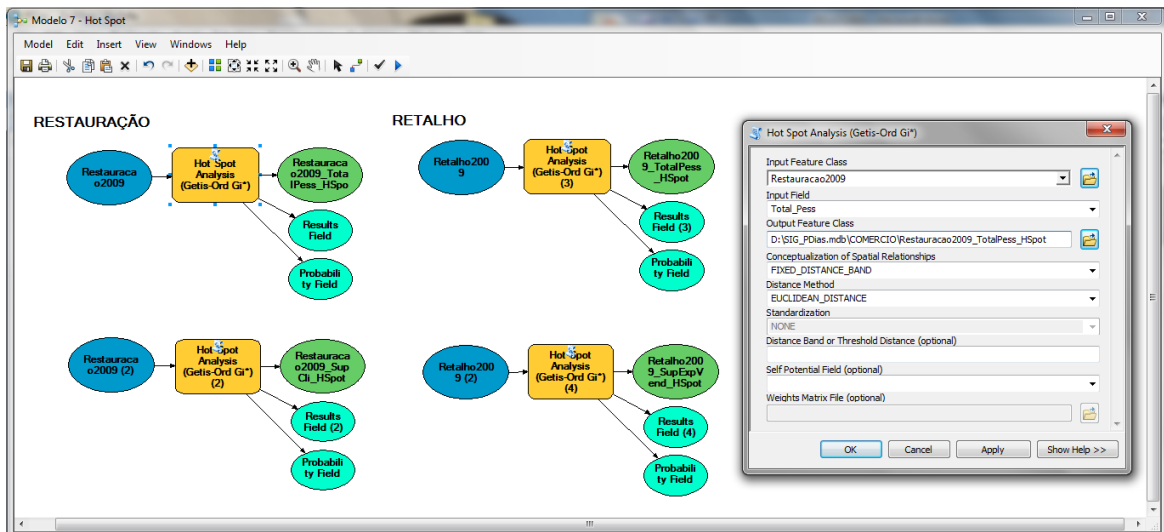 Modelo 7 - Hot Spot
Model Edit Insert View Windows Help
RESTAURAÇÃO
Restauraca
o2009
Hot Spot
Analysis
(Getis-Ord Gi*)
Restauracao
o2009_Tota
lPess_HSpo
Results
Field
Probabili
ty Field
Restauraca
o2009 (2)
Hot Spot
Analysis
(Getis-Ord Gi*)
(2)
Restaurac
ao2009_Sup
Cli_HSpot
Results
Field (2)
Probabili
ty Field
RETALHO
Retalho200
9
Hot Spot
Analysis
(Getis-Ord Gi*)
(3)
Retalho200
9_TotalPess
_HSpot
Results
Field (3)
Probabili
ty Field
Retalho200
9 (2)
Hot Spot
Analysis
(Getis-Ord Gi*)
(4)
Retalho200
9_SupExpV
end_HSpot
Results
Field (4)
Probabili
ty Field
Hot Spot Analysis (Getis-Ord Gi*)
Input Feature Class
Restauracao2009
Input Field
Total_Pess
Output Feature Class
D:\SIG_PDias.mdb\COMERCIO\Restauracao2009_TotalPess_HSpot
Conceptualization of Spatial Relationships
FIXED_DISTANCE_BAND
Distance Method
EUCLIDEAN_DISTANCE
Standardization
NONE
Distance Band or Threshold Distance (optional)
Self Potential Field (optional)
Weights Matrix File (optional)
OK Cancel Apply Show Help >>